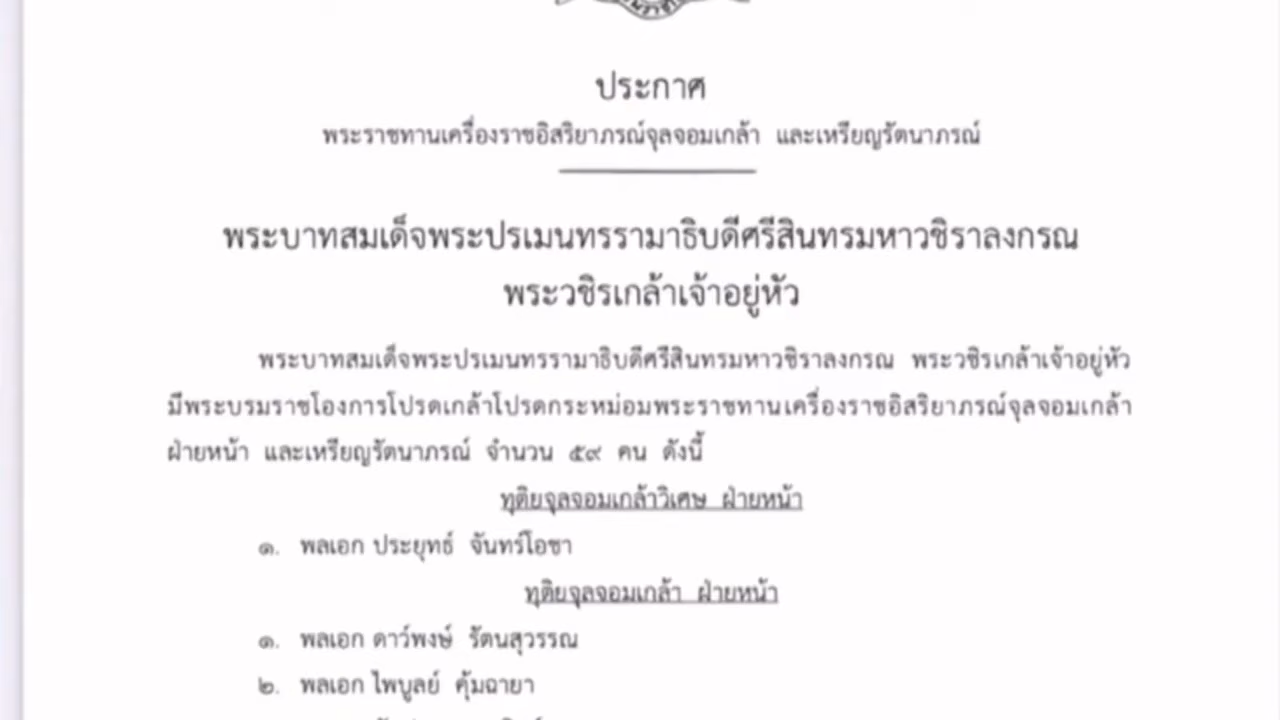 ประกาศ
พระราชทานเครื่องราชอิสริยาภรณ์จุลจอมเกล้า และเหรียญรัตนาภรณ์
พระบาทสมเด็จพระปรเมนทรรามาธิบดีศรีสินทรมหาวชิราลงกรณ
พระวชิรเกล้าเจ้าอยู่หัว
พระบาทสมเด็จพระปรเมนทรรามาธิบดีศรีสินทรมหาวชิราลงกรณ พระวชิรเกล้าเจ้าอยู่หัว
มีพระบรมราชโองการโปรดเกล้าโปรดกระหม่อมพระราชทานเครื่องราชอิสริยาภรณ์จุลจอมเกล้า
ฝ่ายหน้า และเหรียญรัตนาภรณ์ จำนวน ๕๙ คน ดังนี้
ทุติยจุลจอมเกล้าวิเศษ ฝ่ายหน้า
๑. พลเอก ประยุทธ์ จันทร์โอชา
ทุติยจุลจอมเกล้า ฝ่ายหน้า
๑. พลเอก ดาว์พงษ์ รัตนสุวรรณ
๒. พลเอก ไพบูลย์ คุ้มฉายา